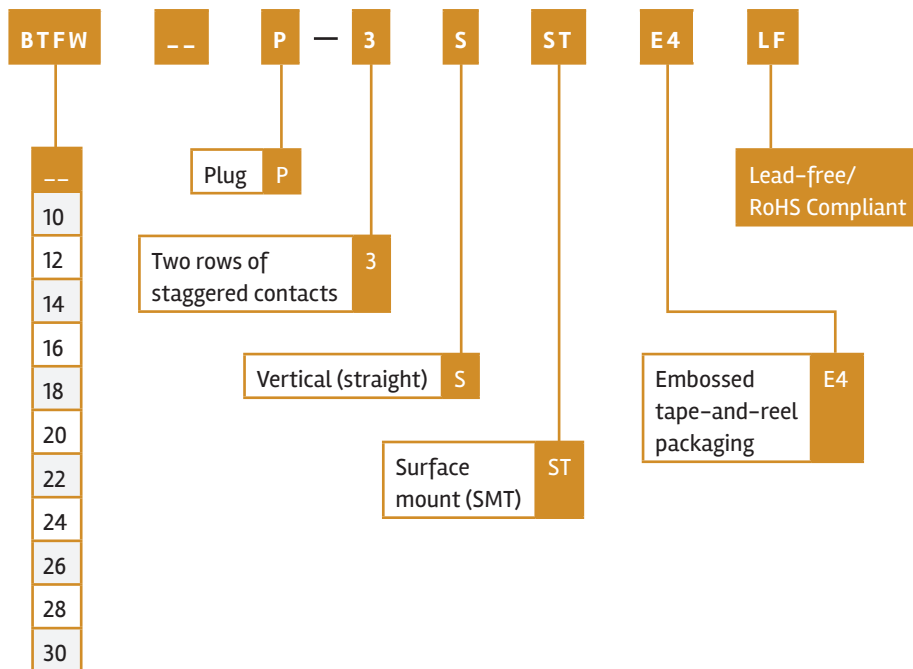 BTFW __ P — 3 S ST E4 LF
__
10
12
14
16
18
20
22
24
26
28
30
Plug P
Two rows of 3
staggered contacts
Vertical (straight) S
Surface ST
mount (SMT)
Embossed E4
tape-and-reel
packaging
Lead-free/
RoHS Compliant